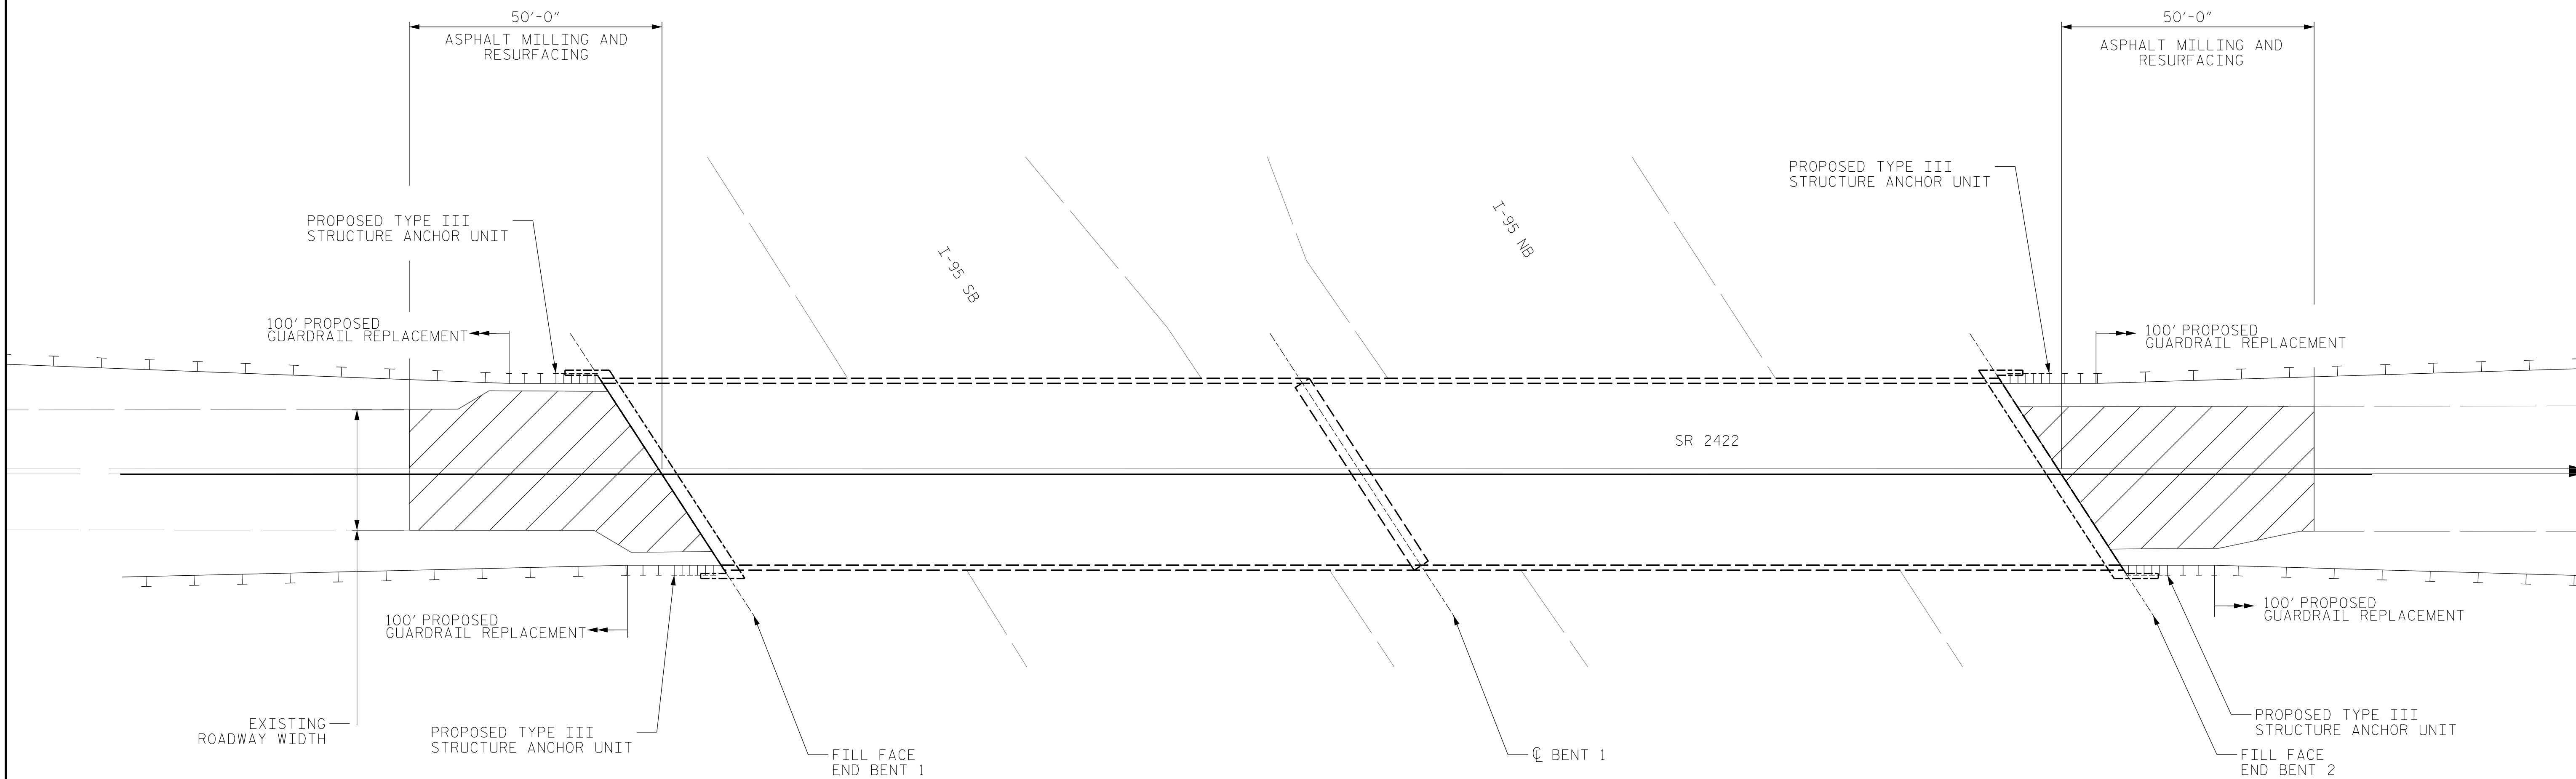 50'-0"
ASPHALT MILLING AND
RESURFACING
50'-0"
ASPHALT MILLING AND
RESURFACING
PROPOSED TYPE III
STRUCTURE ANCHOR UNIT
PROPOSED TYPE III
STRUCTURE ANCHOR UNIT
I-95 SB
I-95 NB
100' PROPOSED
GUARDRAIL REPLACEMENT
100' PROPOSED
GUARDRAIL REPLACEMENT
SR 2422
100' PROPOSED
GUARDRAIL REPLACEMENT
100' PROPOSED
GUARDRAIL REPLACEMENT
EXISTING
ROADWAY WIDTH
PROPOSED TYPE III
STRUCTURE ANCHOR UNIT
FILL FACE
END BENT 1
℄ BENT 1
PROPOSED TYPE III
STRUCTURE ANCHOR UNIT
FILL FACE
END BENT 2